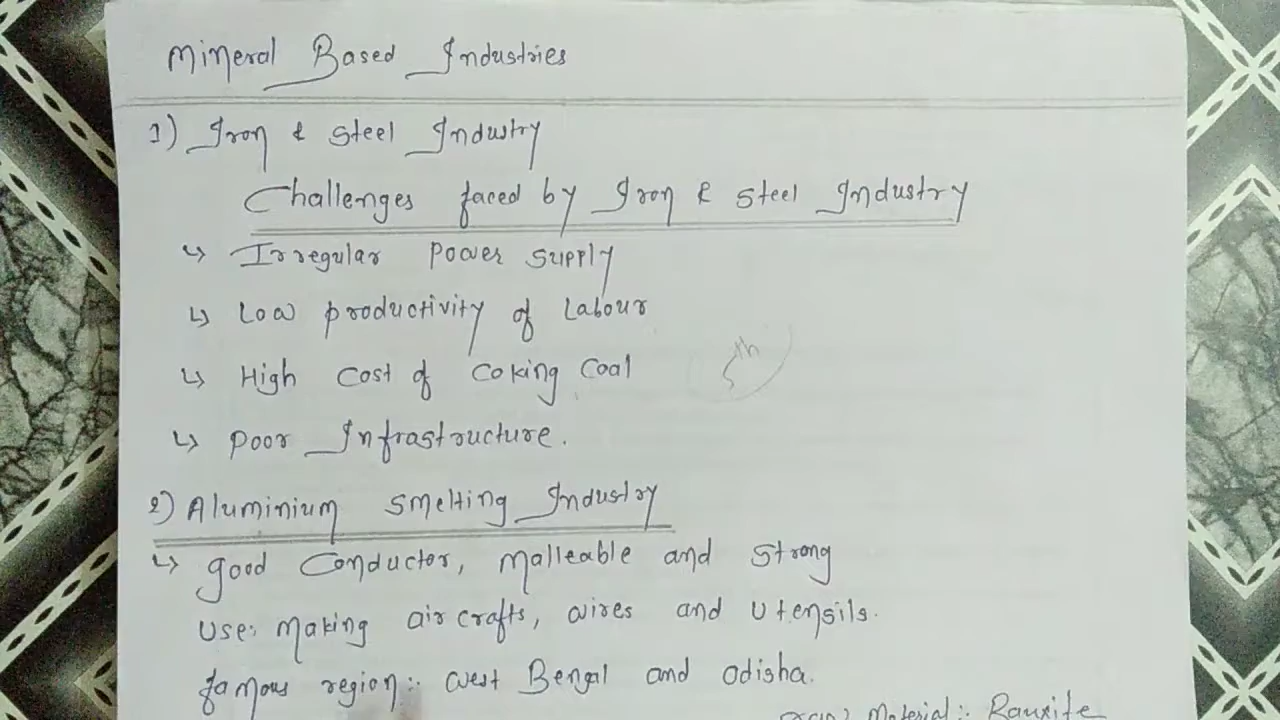 Mineral Based Industries
1) Iron & Steel Industry
Challenges faced by Iron & Steel Industry
↳ Irregular Power Supply
↳ Low productivity of Labour
↳ High Cost of Coking Coal
↳ Poor Infrastructure.
2) Aluminium Smelting Industry
↳ good Conductor, Malleable and Strong
Use: Making aircrafts, wires and Utensils.
famous region:- West Bengal and Odisha.
Material:- Bauxite